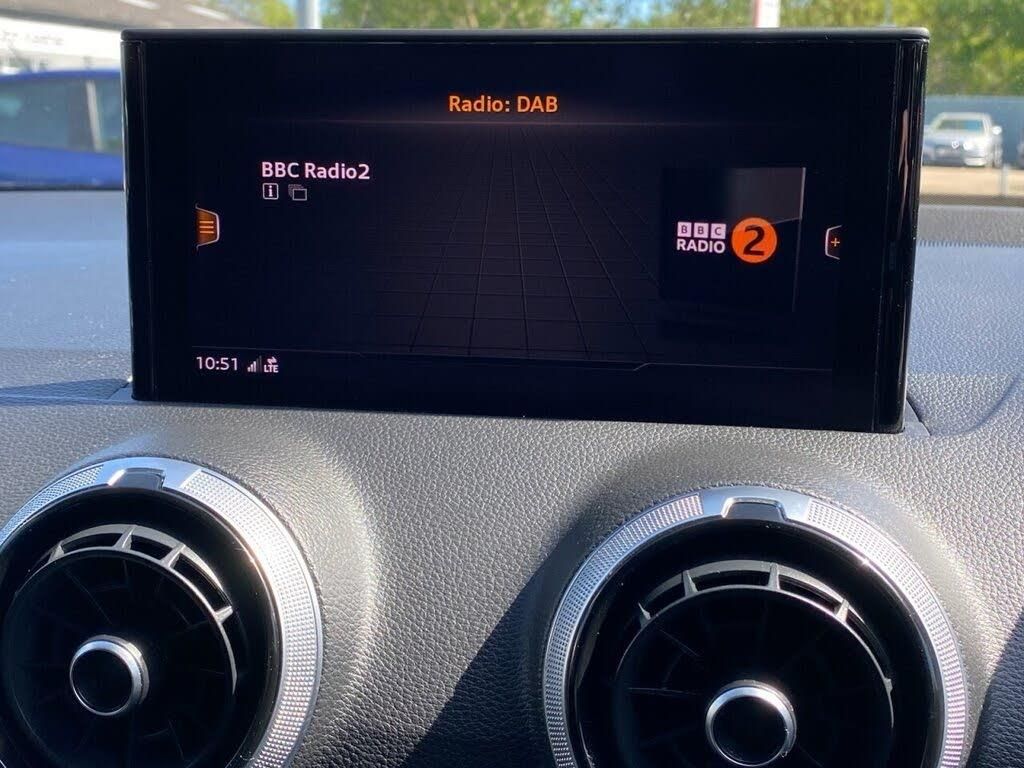 Radio: DAB
BBC Radio2
BBC
RADIO 2
10:51 LTE